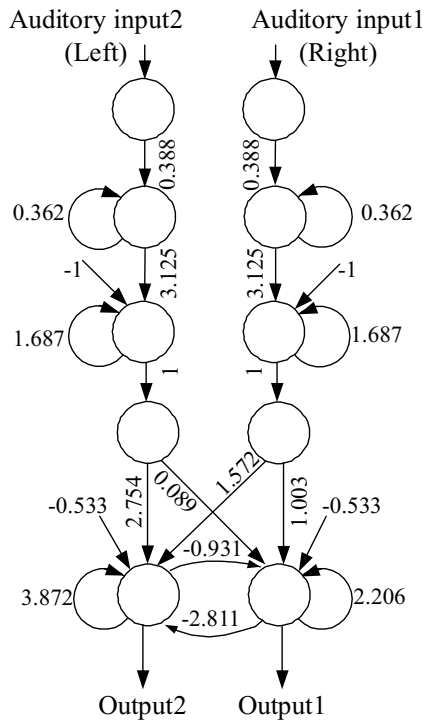 Auditory input2 Auditory input1
(Left) (Right)
0.388 0.388
0.362 0.362
3.125 3.125
-1 -1
1.687 1.687
1 1
2.754 0.089 1.572 1.003
-0.533 -0.533
-0.931
3.872 2.206
-2.811
Output2 Output1